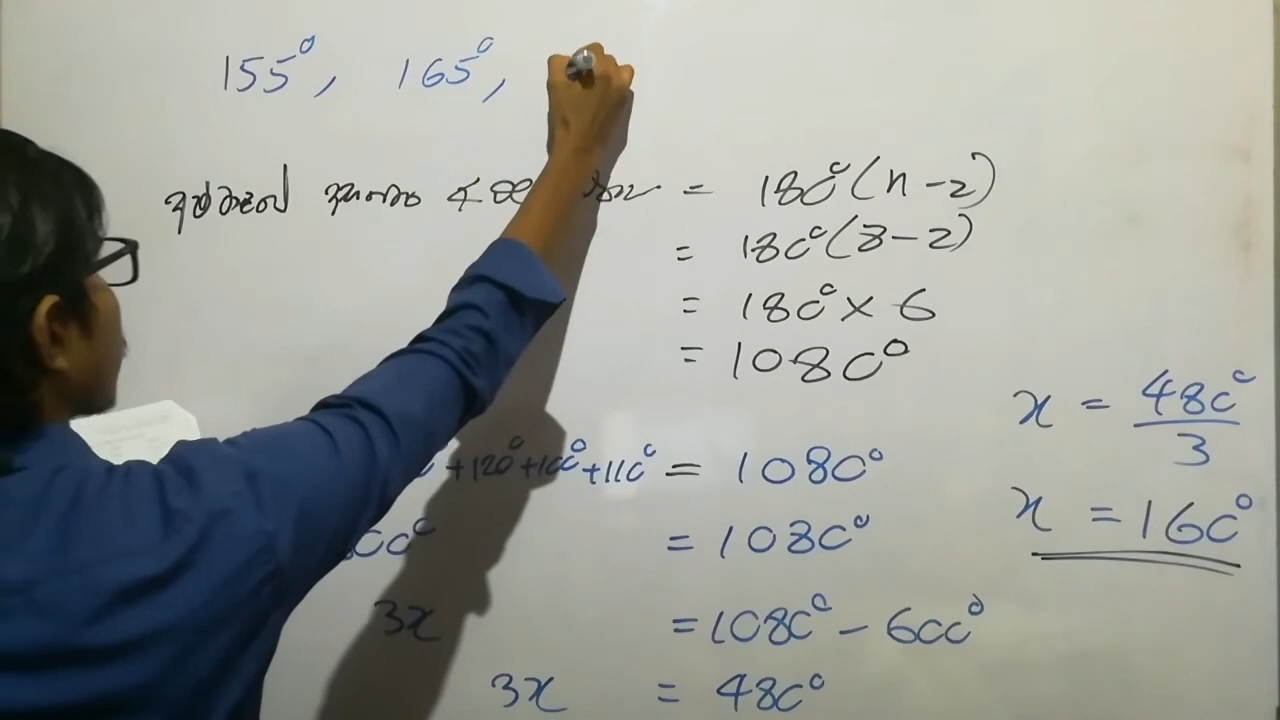 155°, 165°,
= 180°(n-2)
= 180°(8-2)
= 180° × 6
= 1080°
+120°+100°+110° = 1080°
= 1080°
3x = 1080° - 600°
3x = 480°
x = 480° / 3
x = 160°